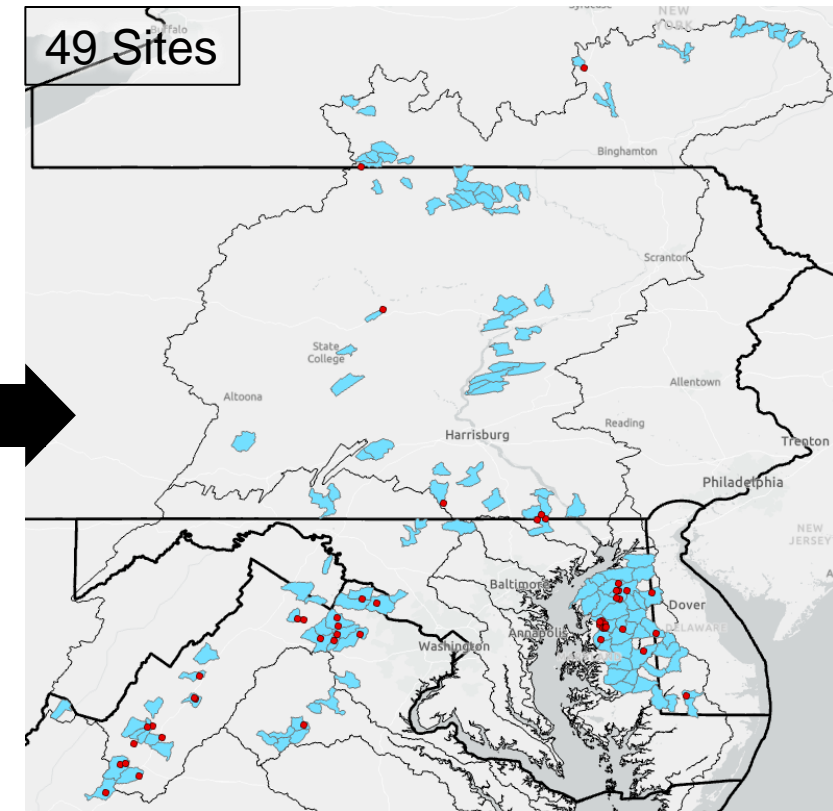 49 Sites
NEW
YORK
Binghamton
Scranton
State
College
Altoona
Allentown
Reading
Harrisburg
Trenton
Philadelphia
NEW
JERSEY
Baltimore
Dover
Annapolis
DELAWARE
Washington